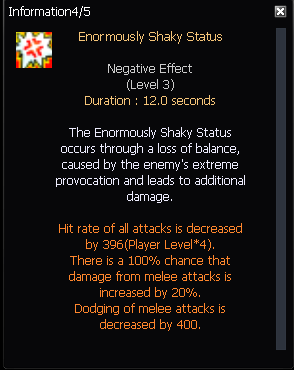 Information4/5
Enormously Shaky Status
Negative Effect
(Level 3)
Duration : 12.0 seconds
The Enormously Shaky Status
occurs through a loss of balance,
caused by the enemy's extreme
provocation and leads to additional
damage.
Hit rate of all attacks is decreased
by 396(Player Level*4).
There is a 100% chance that
damage from melee attacks is
increased by 20%.
Dodging of melee attacks is
decreased by 400.